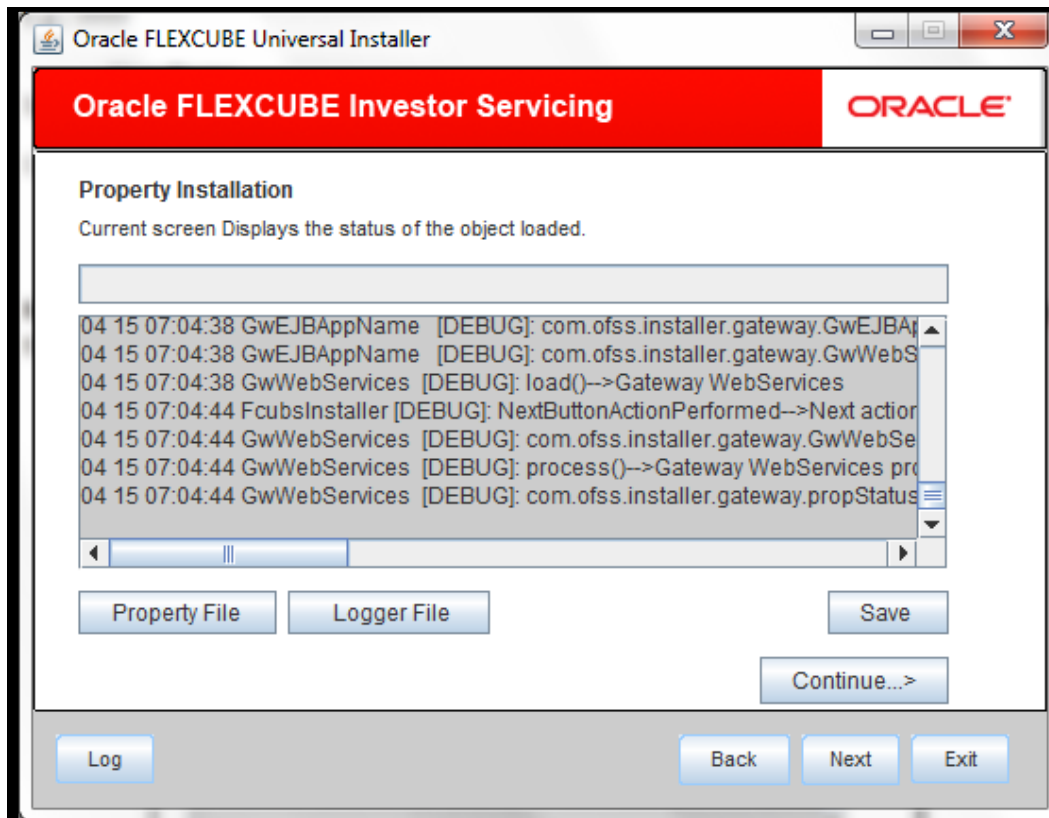 Oracle FLEXCUBE Universal Installer
Oracle FLEXCUBE Investor Servicing
ORACLE
Property Installation
Current screen Displays the status of the object loaded.
04 15 07:04:38 GwEJBAppName [DEBUG]: com.ofss.installer.gateway.GwEJBAp
04 15 07:04:38 GwEJBAppName [DEBUG]: com.ofss.installer.gateway.GwWebS
04 15 07:04:38 GwWebServices [DEBUG]: load()-->Gateway WebServices
04 15 07:04:44 FcubsInstaller [DEBUG]: NextButtonActionPerformed-->Next action
04 15 07:04:44 GwWebServices [DEBUG]: com.ofss.installer.gateway.GwWebSe
04 15 07:04:44 GwWebServices [DEBUG]: process()-->Gateway WebServices pro
04 15 07:04:44 GwWebServices [DEBUG]: com.ofss.installer.gateway.propStatus
Property File Logger File Save
Continue...>
Log Back Next Exit